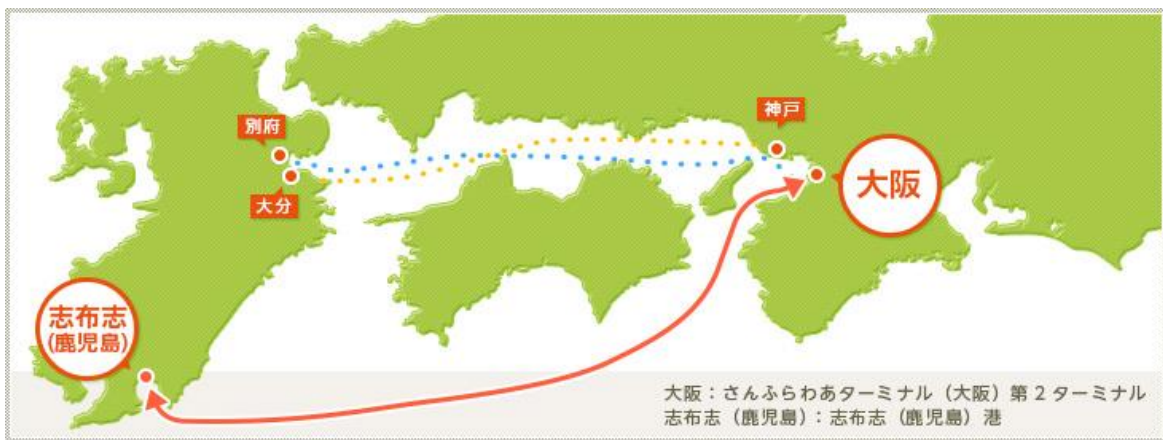 神戸
別府
大阪
大分
志布志
(鹿児島)
大阪：さんふらわあターミナル（大阪）第２ターミナル
志布志（鹿児島）：志布志（鹿児島）港